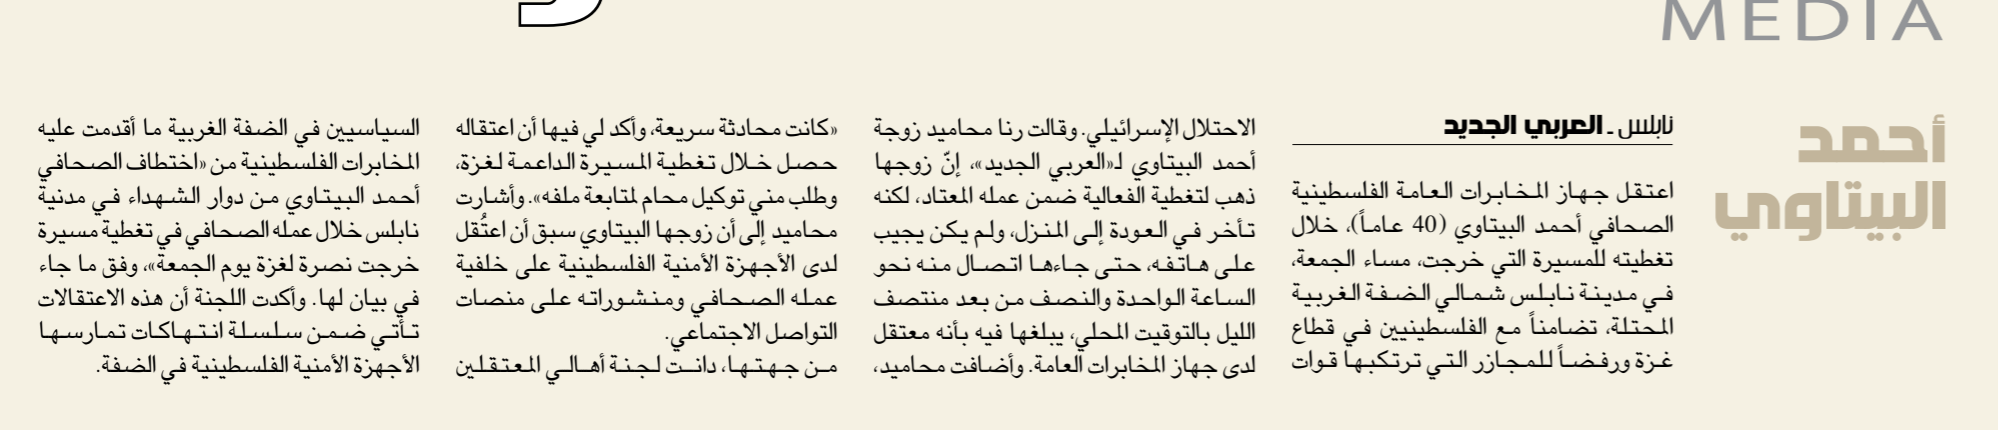 MEDIA
أحمد
البيتاوي
نابلس ـ العربي الجديد
اعتقل جهاز المخابرات العامة الفلسطينية
الصحافي أحمد البيتاوي (40 عاماً)، خلال
تغطيته للمسيرة التي خرجت، مساء الجمعة،
في مدينة نابلس شمالي الضفة الغربية
المحتلة، تضامناً مع الفلسطينيين في قطاع
غزة ورفضاً للمجازر التي ترتكبها قوات
الاحتلال الإسرائيلي. وقالت رنا محاميد زوجة
أحمد البيتاوي لـ«العربي الجديد»، إنّ زوجها
ذهب لتغطية الفعالية ضمن عمله المعتاد، لكنه
تأخر في العودة إلى المنزل، ولم يكن يجيب
على هاتفه، حتى جاءها اتصال منه نحو
الساعة الواحدة والنصف من بعد منتصف
الليل بالتوقيت المحلي، يبلغها فيه بأنه معتقل
لدى جهاز المخابرات العامة. وأضافت محاميد،
«كانت محادثة سريعة، وأكد لي فيها أن اعتقاله
حصل خلال تغطية المسيرة الداعمة لغزة،
وطلب مني توكيل محام لمتابعة ملفه». وأشارت
محاميد إلى أن زوجها البيتاوي سبق أن اعتُقل
لدى الأجهزة الأمنية الفلسطينية على خلفية
عمله الصحافي ومنشوراته على منصات
التواصل الاجتماعي.
من جهتها، دانت لجنة أهالي المعتقلين
السياسيين في الضفة الغربية ما أقدمت عليه
المخابرات الفلسطينية من «اختطاف الصحافي
أحمد البيتاوي من دوار الشهداء في مدنية
نابلس خلال عمله الصحافي في تغطية مسيرة
خرجت نصرة لغزة يوم الجمعة»، وفق ما جاء
في بيان لها. وأكدت اللجنة أن هذه الاعتقالات
تأتي ضمن سلسلة انتهاكات تمارسها
الأجهزة الأمنية الفلسطينية في الضفة.